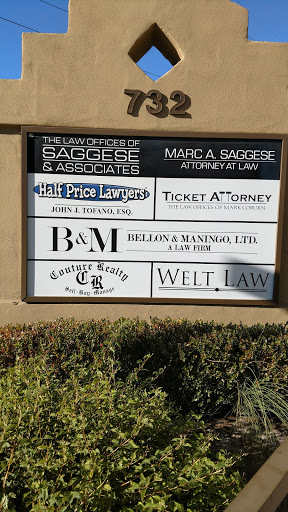 732
THE LAW OFFICES OF
SAGGESE
& ASSOCIATES
MARC A. SAGGESE
ATTORNEY AT LAW
Half Price Lawyers
JOHN J. TOFANO, ESQ.
TICKET ATTORNEY
THE LAW OFFICES OF MARK COBURN
B&M
BELLON & MANINGO, LTD.
A LAW FIRM
Couture Realty
CR
Sell·Buy·Manage
WELT.LAW